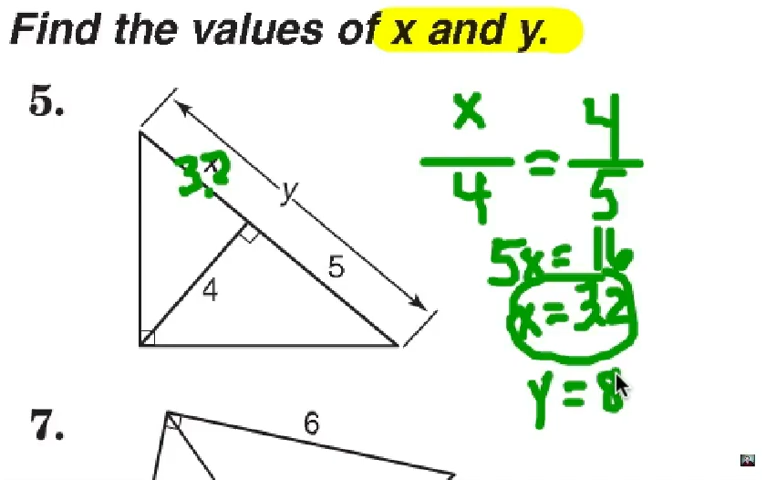 Find the values of x and y.
5.
x
3.2
y
5
4
x/4 = 4/5
5x = 16
x = 3.2
y = 8
7.
6